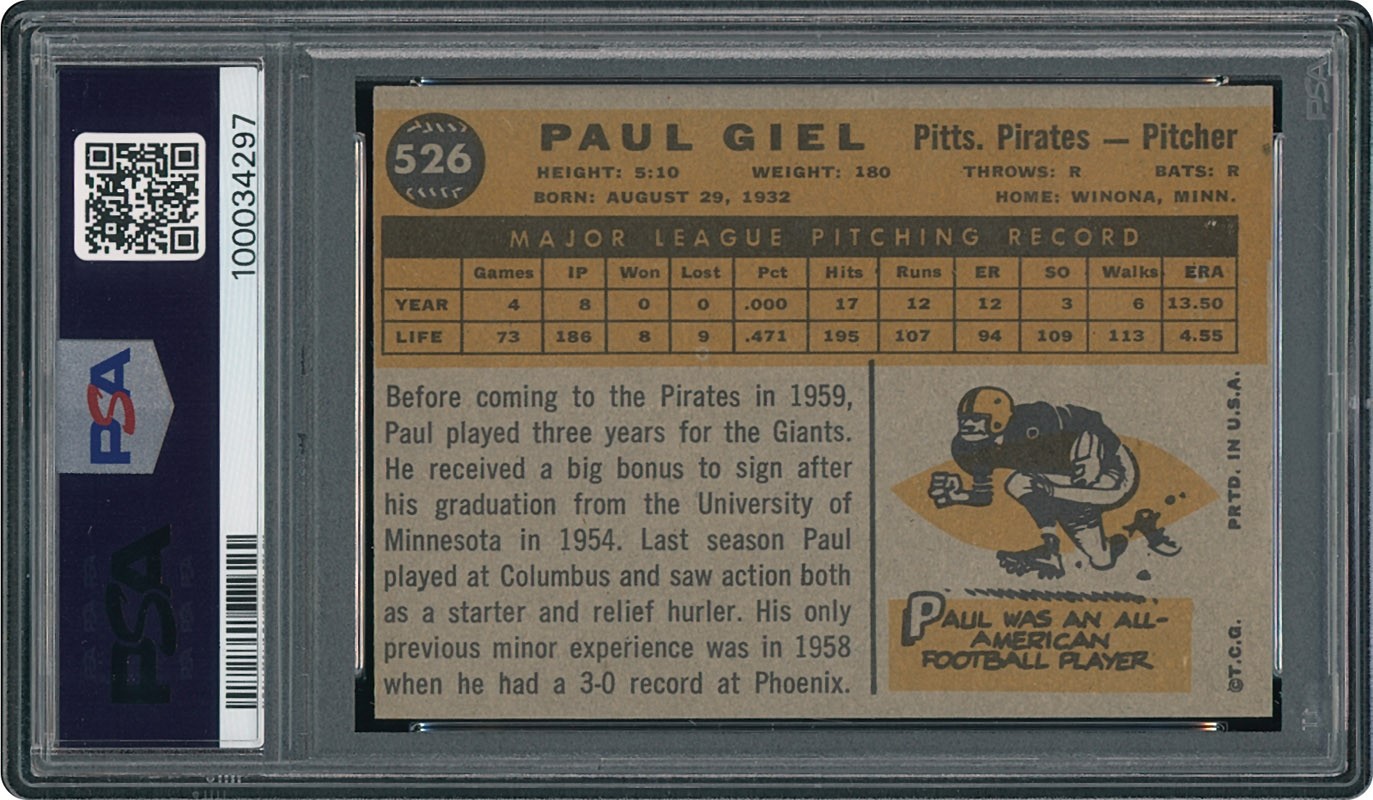 100034297
PSA
PSA
526
PAUL GIEL Pitts. Pirates — Pitcher
HEIGHT: 5:10 WEIGHT: 180 THROWS: R BATS: R
BORN: AUGUST 29, 1932 HOME: WINONA, MINN.
MAJOR LEAGUE PITCHING RECORD
Games IP Won Lost Pct Hits Runs ER SO Walks ERA
YEAR 4 8 0 0 .000 17 12 12 3 6 13.50
LIFE 73 186 8 9 .471 195 107 94 109 113 4.55
Before coming to the Pirates in 1959,
Paul played three years for the Giants.
He received a big bonus to sign after
his graduation from the University of
Minnesota in 1954. Last season Paul
played at Columbus and saw action both
as a starter and relief hurler. His only
previous minor experience was in 1958
when he had a 3-0 record at Phoenix.
PAUL WAS AN ALL-
AMERICAN
FOOTBALL PLAYER
©T.C.G. PRTD. IN U.S.A.
PSA